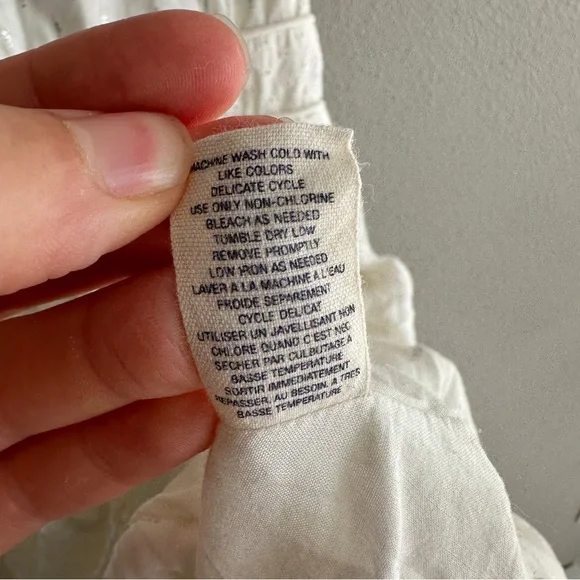 MACHINE WASH COLD WITH
LIKE COLORS
DELICATE CYCLE
USE ONLY NON-CHLORINE
BLEACH AS NEEDED
TUMBLE DRY LOW
REMOVE PROMPTLY
LOW IRON AS NEEDED
LAVER A LA MACHINE A L'EAU
FROIDE SEPAREMENT
CYCLE DELICAT
UTILISER UN JAVELLISANT NON
CHLORE QUAND C'EST NEC
SECHER PAR CULBUTAGE A
BASSE TEMPERATURE
SORTIR IMMEDIATEMENT
REPASSER, AU BESOIN, A TRES
BASSE TEMPERATURE